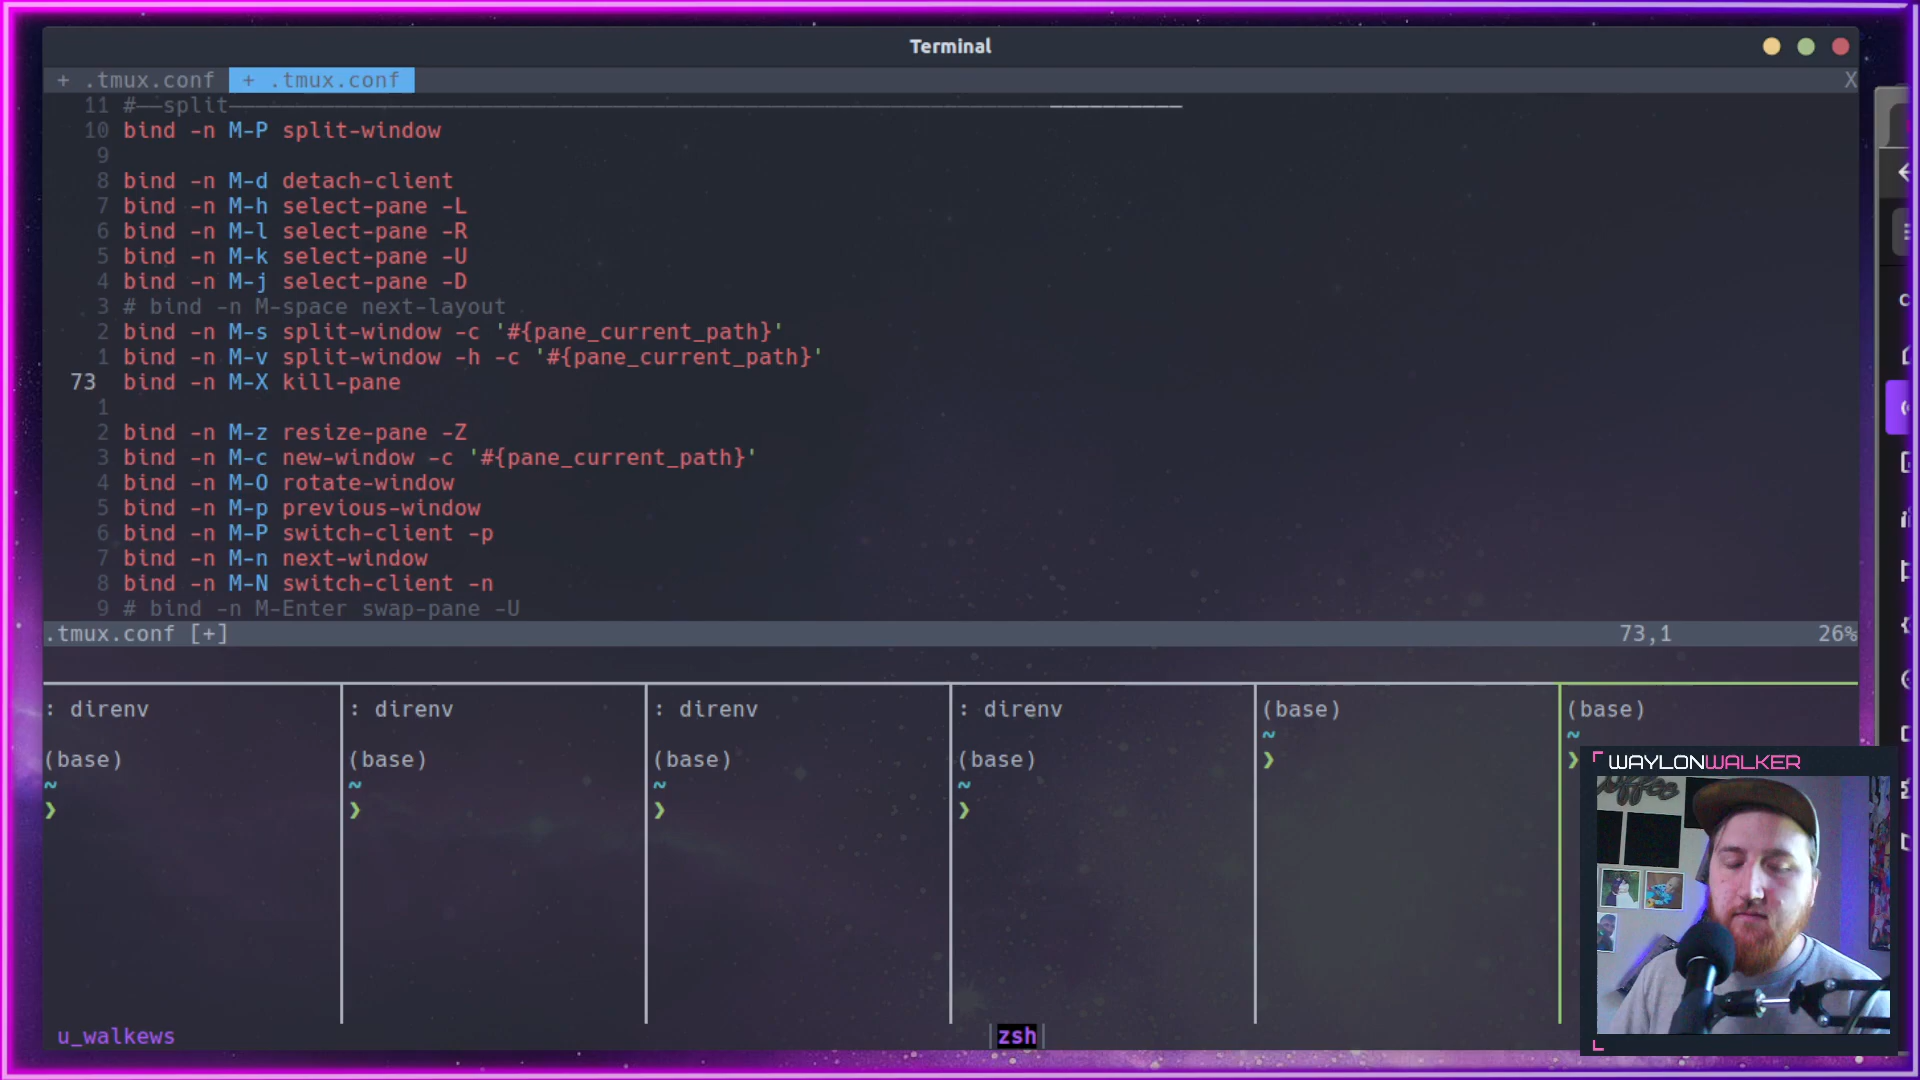 Terminal
+ .tmux.conf + .tmux.conf X
11 #——split——————————
10 bind -n M-P split-window
9
8 bind -n M-d detach-client
7 bind -n M-h select-pane -L
6 bind -n M-l select-pane -R
5 bind -n M-k select-pane -U
4 bind -n M-j select-pane -D
3 # bind -n M-space next-layout
2 bind -n M-s split-window -c '#{pane_current_path}'
1 bind -n M-v split-window -h -c '#{pane_current_path}'
73 bind -n M-X kill-pane
1
2 bind -n M-z resize-pane -Z
3 bind -n M-c new-window -c '#{pane_current_path}'
4 bind -n M-O rotate-window
5 bind -n M-p previous-window
6 bind -n M-P switch-client -p
7 bind -n M-n next-window
8 bind -n M-N switch-client -n
9 # bind -n M-Enter swap-pane -U
.tmux.conf [+] 73,1 26%
: direnv : direnv : direnv : direnv (base) (base)
~ ~
(base) (base) (base) (base) ❯ ❯
~ ~ ~ ~
❯ ❯ ❯ ❯
WAYLONWALKER
u_walkews |zsh|